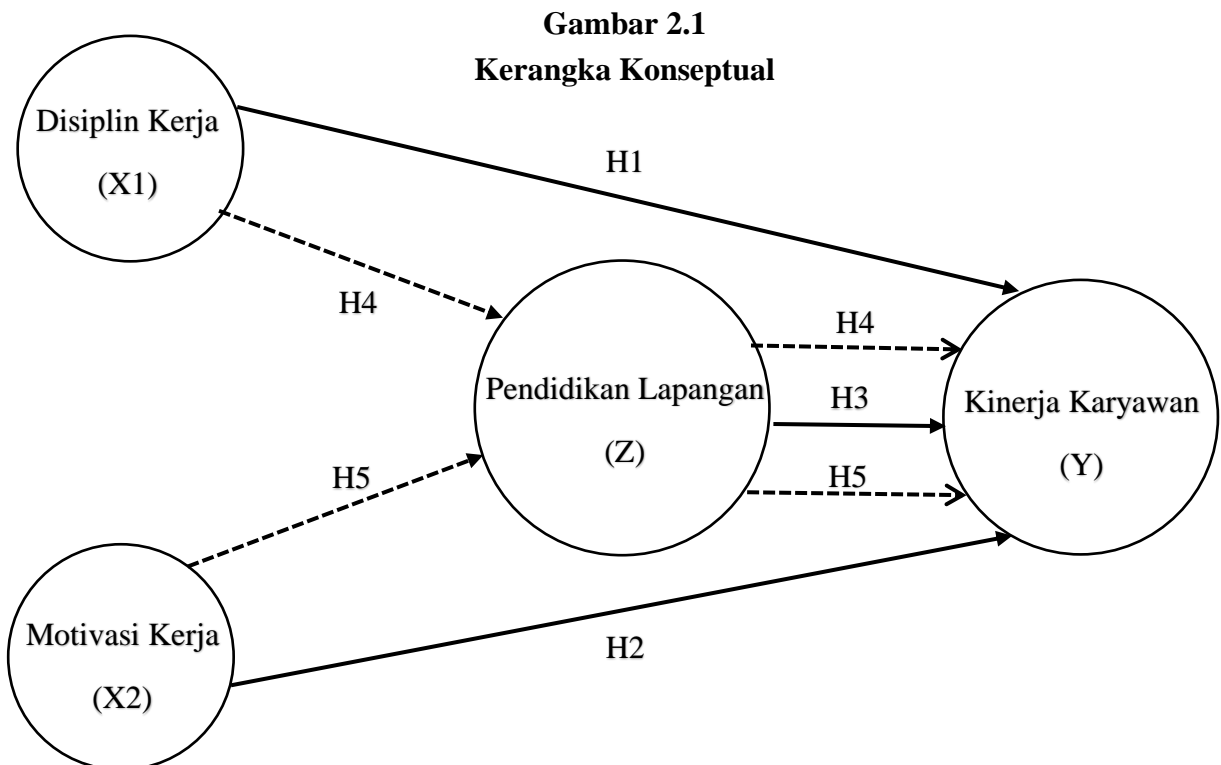 Gambar 2.1
Kerangka Konseptual
Disiplin Kerja
(X1)
H1
H4
H4
Pendidikan Lapangan
(Z)
H3
Kinerja Karyawan
(Y)
H5
H5
Motivasi Kerja
(X2)
H2